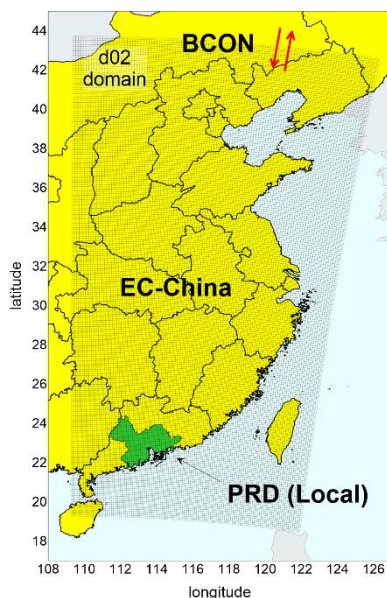 44
42
40
38
36
34
32
30
28
26
24
22
20
18
latitude
BCON
d02
domain
EC-China
PRD (Local)
108 110 112 114 116 118 120 122 124 126
longitude